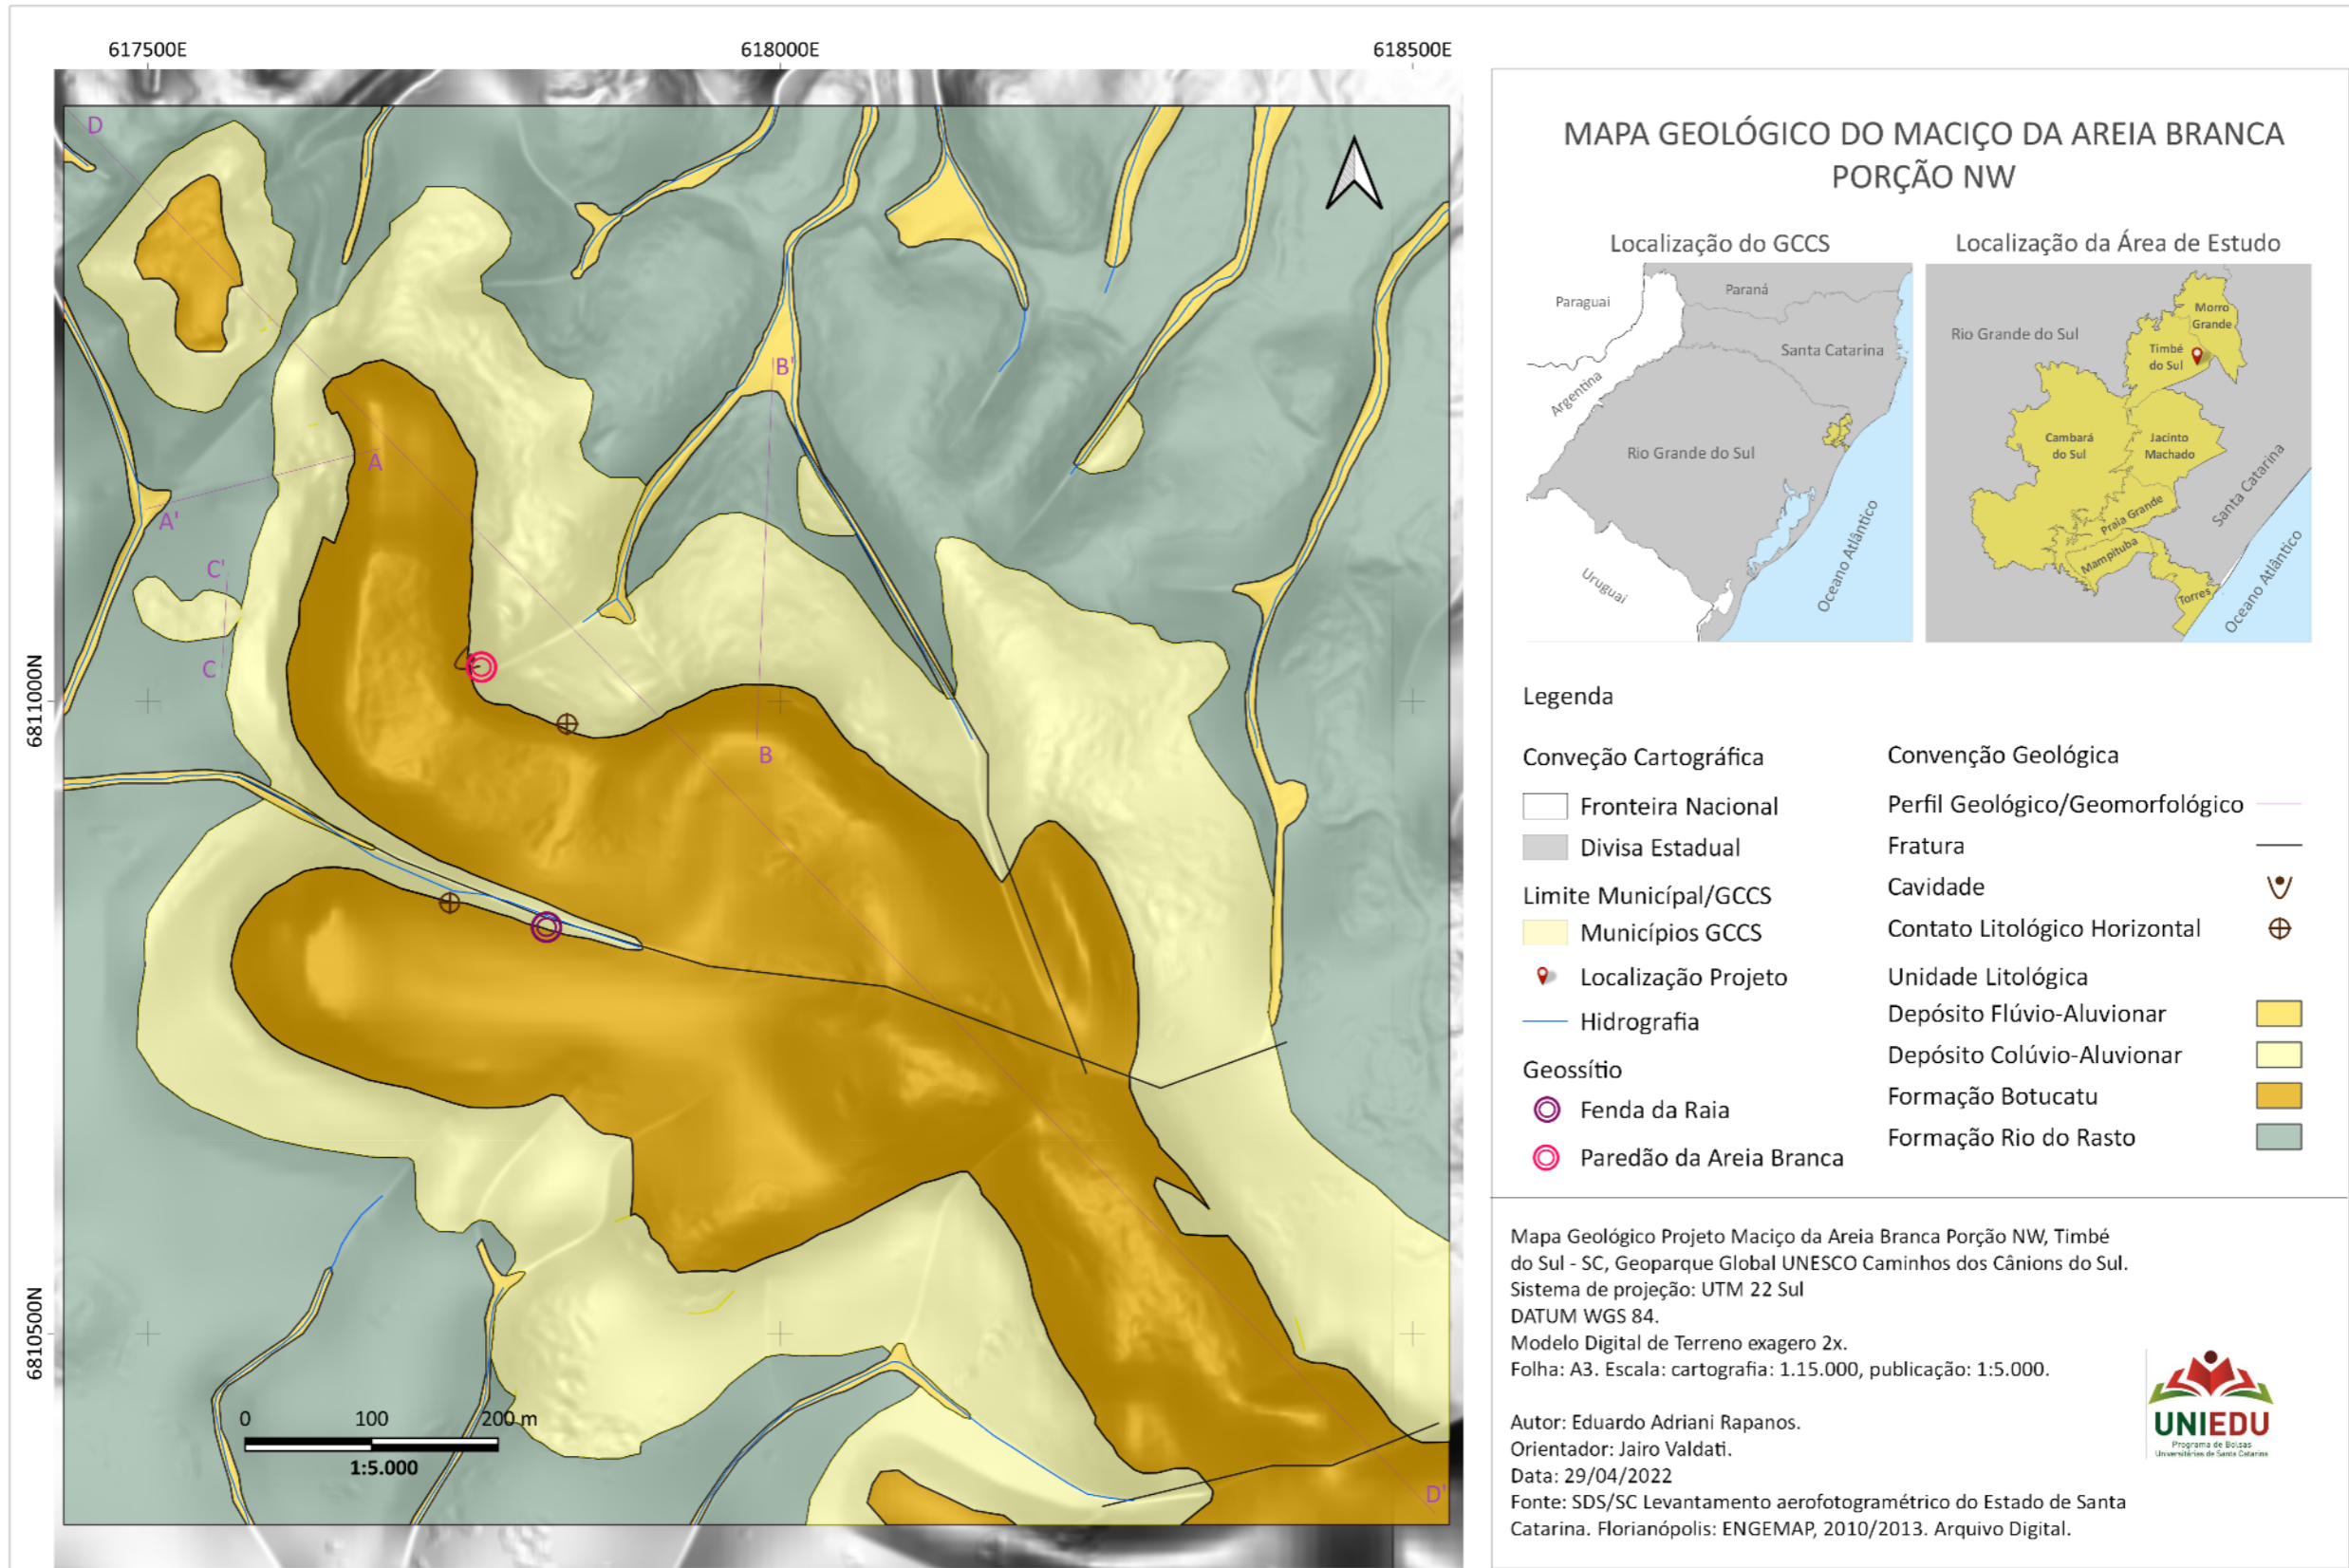 617500E
618000E
618500E
6811000N
6810500N
D
A
A'
B'
C'
C
B
D'
0 100 200 m
1:5.000
MAPA GEOLÓGICO DO MACIÇO DA AREIA BRANCA
PORÇÃO NW
Localização do GCCS
Localização da Área de Estudo
Paraguai
Paraná
Santa Catarina
Argentina
Rio Grande do Sul
Uruguai
Oceano Atlântico
Rio Grande do Sul
Morro
Grande
Timbé
do Sul
Cambará
do Sul
Jacinto
Machado
Praia Grande
Mampituba
Torres
Santa Catarina
Oceano Atlântico
Legenda
Conveção Cartográfica
Fronteira Nacional
Divisa Estadual
Limite Municípal/GCCS
Municípios GCCS
Localização Projeto
Hidrografia
Geossítio
Fenda da Raia
Paredão da Areia Branca
Convenção Geológica
Perfil Geológico/Geomorfológico
Fratura
Cavidade
Contato Litológico Horizontal
Unidade Litológica
Depósito Flúvio-Aluvionar
Depósito Colúvio-Aluvionar
Formação Botucatu
Formação Rio do Rasto
Mapa Geológico Projeto Maciço da Areia Branca Porção NW, Timbé
do Sul - SC, Geoparque Global UNESCO Caminhos dos Cânions do Sul.
Sistema de projeção: UTM 22 Sul
DATUM WGS 84.
Modelo Digital de Terreno exagero 2x.
Folha: A3. Escala: cartografia: 1.15.000, publicação: 1:5.000.
Autor: Eduardo Adriani Rapanos.
Orientador: Jairo Valdati.
Data: 29/04/2022
Fonte: SDS/SC Levantamento aerofotogramétrico do Estado de Santa
Catarina. Florianópolis: ENGEMAP, 2010/2013. Arquivo Digital.
UNIEDU
Programa de Bolsas
Universitárias de Santa Catarina